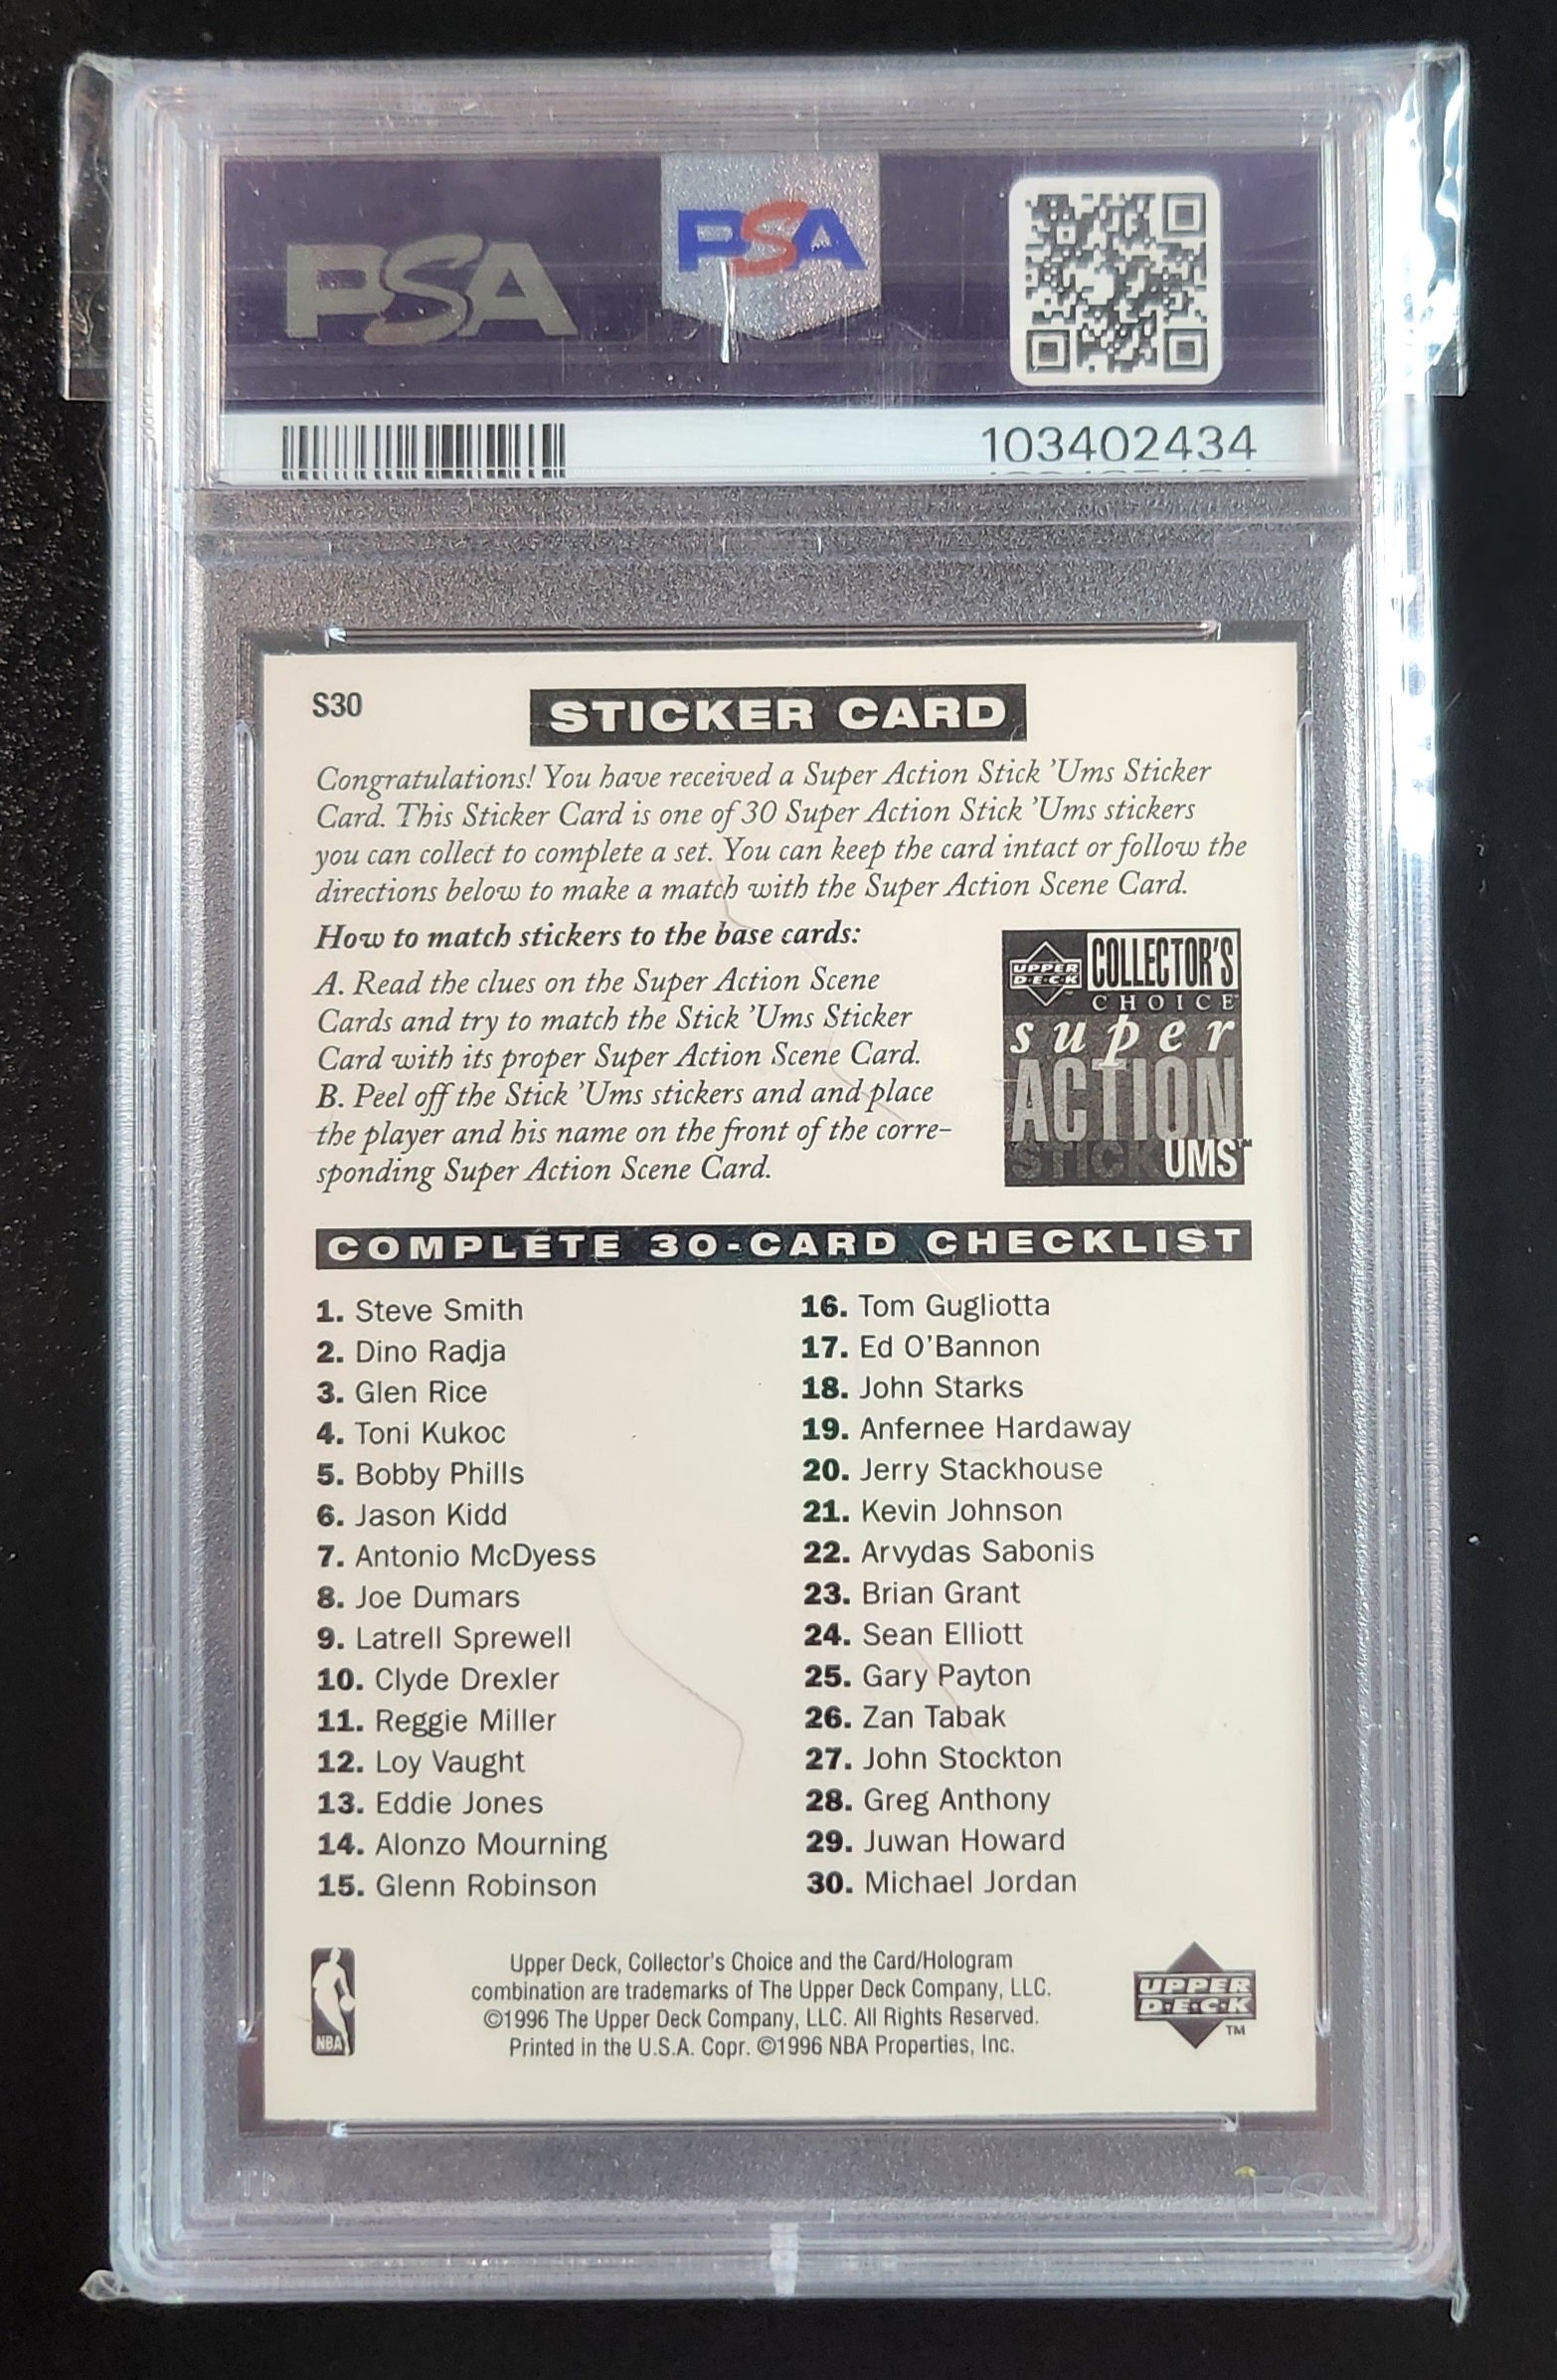 PSA
PSA
103402434
S30
STICKER CARD
Congratulations! You have received a Super Action Stick 'Ums Sticker
Card. This Sticker Card is one of 30 Super Action Stick 'Ums stickers
you can collect to complete a set. You can keep the card intact or follow the
directions below to make a match with the Super Action Scene Card.
How to match stickers to the base cards:
A. Read the clues on the Super Action Scene
Cards and try to match the Stick 'Ums Sticker
Card with its proper Super Action Scene Card.
B. Peel off the Stick 'Ums stickers and and place
the player and his name on the front of the corre-
sponding Super Action Scene Card.
UPPER
D·E·C·K
COLLECTOR'S
CHOICE
super
ACTION
STICK UMS™
COMPLETE 30-CARD CHECKLIST
1. Steve Smith
2. Dino Radja
3. Glen Rice
4. Toni Kukoc
5. Bobby Phills
6. Jason Kidd
7. Antonio McDyess
8. Joe Dumars
9. Latrell Sprewell
10. Clyde Drexler
11. Reggie Miller
12. Loy Vaught
13. Eddie Jones
14. Alonzo Mourning
15. Glenn Robinson
16. Tom Gugliotta
17. Ed O'Bannon
18. John Starks
19. Anfernee Hardaway
20. Jerry Stackhouse
21. Kevin Johnson
22. Arvydas Sabonis
23. Brian Grant
24. Sean Elliott
25. Gary Payton
26. Zan Tabak
27. John Stockton
28. Greg Anthony
29. Juwan Howard
30. Michael Jordan
NBA
Upper Deck, Collector's Choice and the Card/Hologram
combination are trademarks of The Upper Deck Company, LLC.
©1996 The Upper Deck Company, LLC. All Rights Reserved.
Printed in the U.S.A. Copr. ©1996 NBA Properties, Inc.
UPPER
D·E·C·K
™
PSA